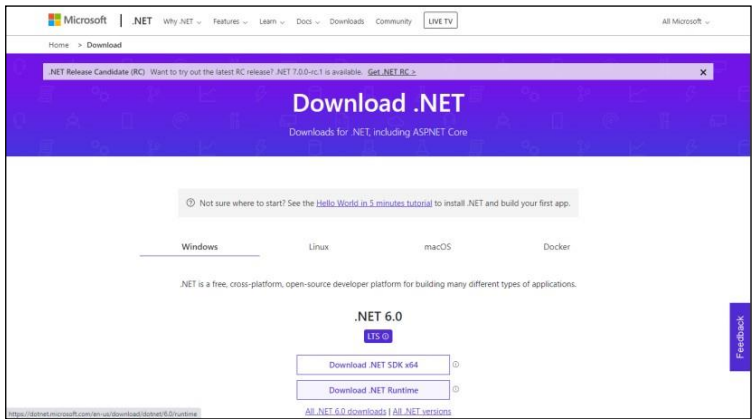 Microsoft | .NET Why .NET Features Learn Docs Downloads Community LIVE TV All Microsoft
Home > Download
.NET Release Candidate (RC) Want to try out the latest RC release? .NET 7.0.0-rc.1 is available. Get .NET RC > X
Download .NET
Downloads for .NET, including ASP.NET Core
Not sure where to start? See the Hello World in 5 minutes tutorial to install .NET and build your first app.
Windows Linux macOS Docker
.NET is a free, cross-platform, open-source developer platform for building many different types of applications.
.NET 6.0
LTS
Download .NET SDK x64
Download .NET Runtime
All .NET 6.0 downloads | All .NET versions
Feedback
https://dotnet.microsoft.com/en-us/download/dotnet/6.0/runtime